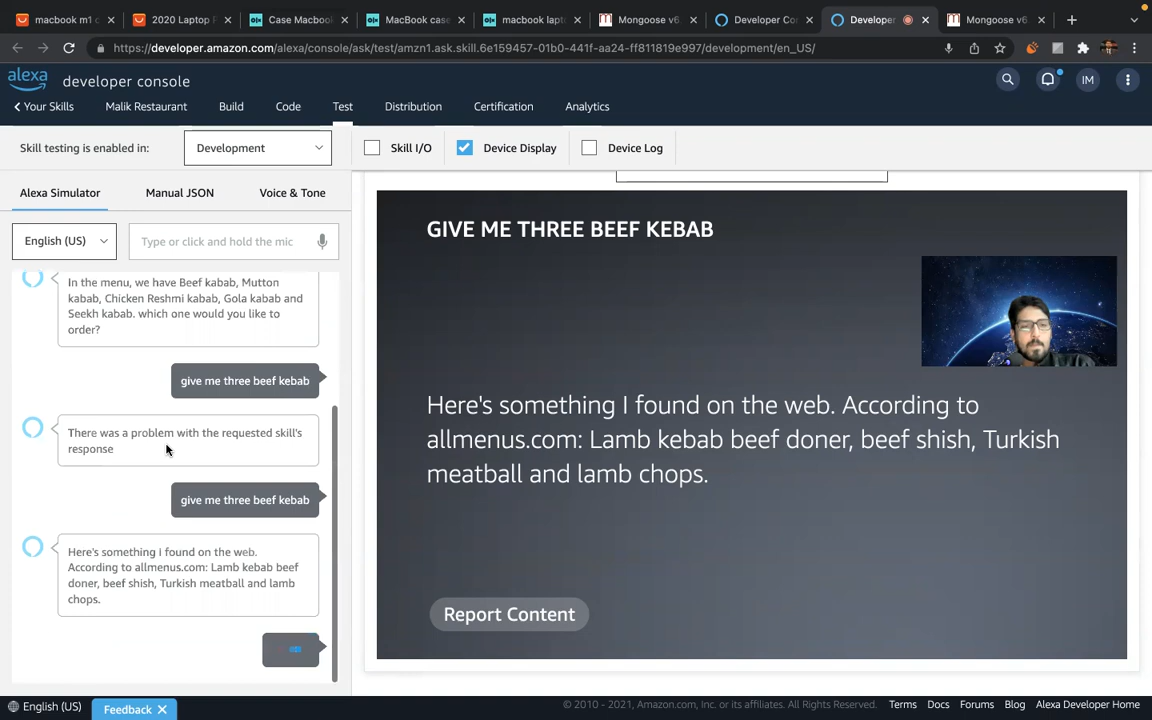 macbook m1 c
2020 Laptop P
Case Macboo
MacBook case
macbook lapt
Mongoose v6.
Developer Co
Developer
Mongoose v6
https://developer.amazon.com/alexa/console/ask/test/amzn1.ask.skill.6e159457-01b0-441f-aa24-ff811819e997/development/en_US/
alexa developer console
IM
Your Skills Malik Restaurant Build Code Test Distribution Certification Analytics
Skill testing is enabled in: Development Skill I/O Device Display Device Log
Alexa Simulator Manual JSON Voice & Tone
English (US) Type or click and hold the mic
In the menu, we have Beef kabab, Mutton
kabab, Chicken Reshmi kabab, Gola kabab and
Seekh kabab. which one would you like to
order?
give me three beef kebab
There was a problem with the requested skill's
response
give me three beef kebab
Here's something I found on the web.
According to allmenus.com: Lamb kebab beef
doner, beef shish, Turkish meatball and lamb
chops.
GIVE ME THREE BEEF KEBAB
Here's something I found on the web. According to
allmenus.com: Lamb kebab beef doner, beef shish, Turkish
meatball and lamb chops.
Report Content
English (US) Feedback
© 2010 - 2021, Amazon.com, Inc. or its affiliates. All Rights Reserved. Terms Docs Forums Blog Alexa Developer Home